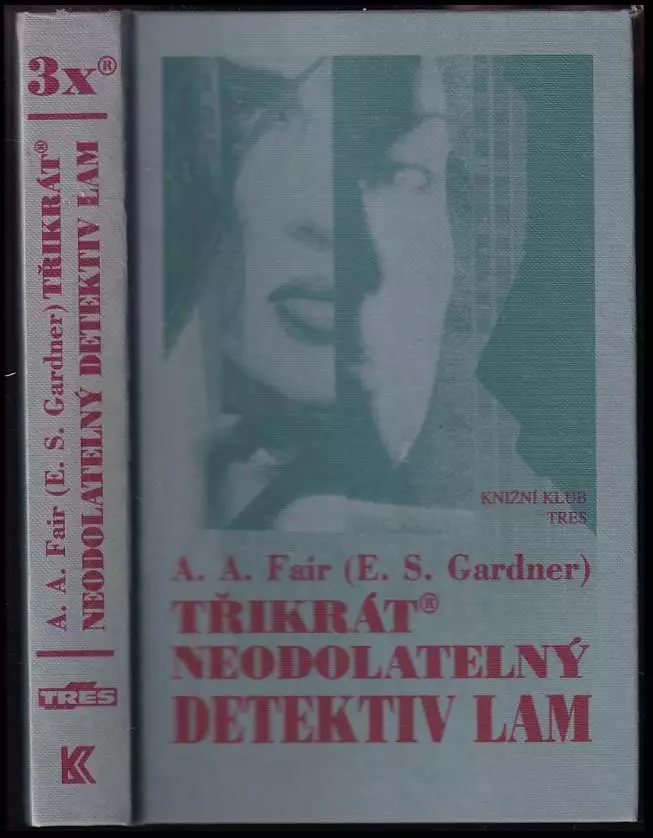 3x®
A. A. Fair (E. S. Gardner) TŘIKRÁT®
NEODOLATELNÝ DETEKTIV LAM
TRES
K
KNIŽNÍ KLUB
TRES
A. A. Fair (E. S. Gardner)
TŘIKRÁT®
NEODOLATELNÝ
DETEKTIV LAM